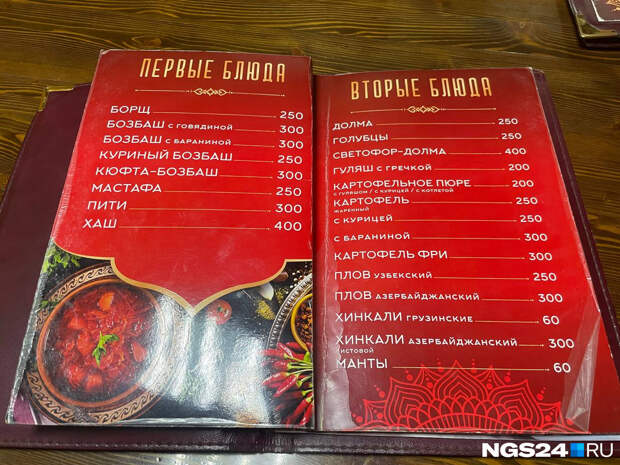 ПЕРВЫЕ БЛЮДА
БОРЩ 250
БОЗБАШ С ГОВЯДИНОЙ 300
БОЗБАШ С БАРАНИНОЙ 300
КУРИНЫЙ БОЗБАШ 250
КЮФТА-БОЗБАШ 300
МАСТАФА 250
ПИТИ 300
ХАШ 400
ВТОРЫЕ БЛЮДА
ДОЛМА 250
ГОЛУБЦЫ 250
СВЕТОФОР-ДОЛМА 400
ГУЛЯШ С ГРЕЧКОЙ 200
КАРТОФЕЛЬНОЕ ПЮРЕ 200
С ГУЛЯШОМ / С КУРИЦЕЙ / С КОТЛЕТОЙ
КАРТОФЕЛЬ 250
ЖАРЕННЫЙ
С КУРИЦЕЙ 250
С БАРАНИНОЙ 300
КАРТОФЕЛЬ ФРИ 300
ПЛОВ УЗБЕКСКИЙ 250
ПЛОВ АЗЕРБАЙДЖАНСКИЙ 300
ХИНКАЛИ ГРУЗИНСКИЕ 60
ХИНКАЛИ АЗЕРБАЙДЖАНСКИЙ 300
ЛИСТОВОЙ
МАНТЫ 60
NGS24.RU